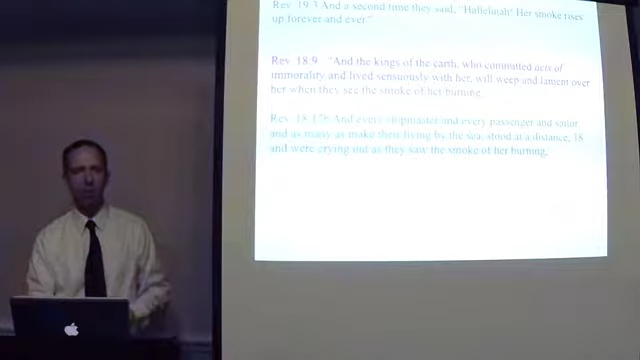 Rev. 19.3 And a second time they said, "Hallelujah! Her smoke rises
up forever and ever."
Rev. 18.9 "And the kings of the earth, who committed acts of
immorality and lived sensuously with her, will weep and lament over
her when they see the smoke of her burning,
Rev. 18.17b And every shipmaster and every passenger and sailor,
and as many as make their living by the sea, stood at a distance, 18
and were crying out as they saw the smoke of her burning,